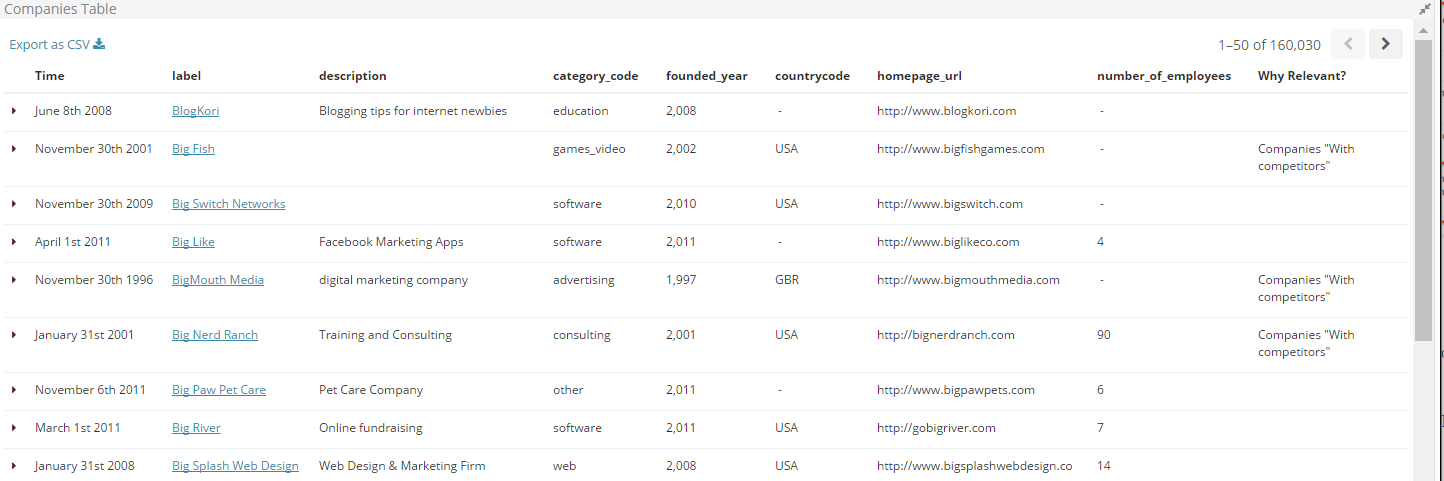 Companies Table
Export as CSV 1–50 of 160,030
Time label description category_code founded_year countrycode homepage_url number_of_employees Why Relevant?
June 8th 2008 BlogKori Blogging tips for internet newbies education 2,008 - http://www.blogkori.com -
November 30th 2001 Big Fish games_video 2,002 USA http://www.bigfishgames.com - Companies "With
competitors"
November 30th 2009 Big Switch Networks software 2,010 USA http://www.bigswitch.com -
April 1st 2011 Big Like Facebook Marketing Apps software 2,011 - http://www.biglikeco.com 4
November 30th 1996 BigMouth Media digital marketing company advertising 1,997 GBR http://www.bigmouthmedia.com - Companies "With
competitors"
January 31st 2001 Big Nerd Ranch Training and Consulting consulting 2,001 USA http://bignerdranch.com 90 Companies "With
competitors"
November 6th 2011 Big Paw Pet Care Pet Care Company other 2,011 - http://www.bigpawpets.com 6
March 1st 2011 Big River Online fundraising software 2,011 USA http://gobigriver.com 7
January 31st 2008 Big Splash Web Design Web Design & Marketing Firm web 2,008 USA http://www.bigsplashwebdesign.co 14